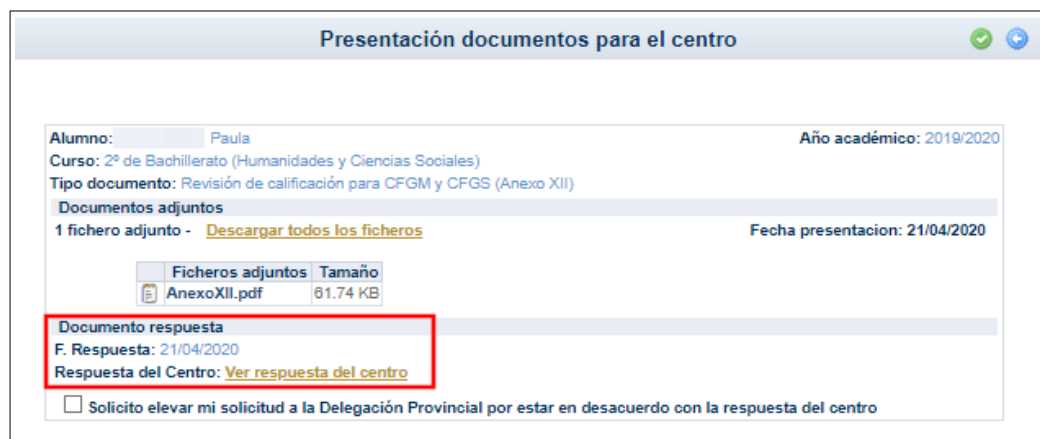 Presentación documentos para el centro
Alumno: Paula Año académico: 2019/2020
Curso: 2º de Bachillerato (Humanidades y Ciencias Sociales)
Tipo documento: Revisión de calificación para CFGM y CFGS (Anexo XII)
Documentos adjuntos
1 fichero adjunto - Descargar todos los ficheros Fecha presentacion: 21/04/2020
Ficheros adjuntos Tamaño
AnexoXII.pdf 61.74 KB
Documento respuesta
F. Respuesta: 21/04/2020
Respuesta del Centro: Ver respuesta del centro
Solicito elevar mi solicitud a la Delegación Provincial por estar en desacuerdo con la respuesta del centro